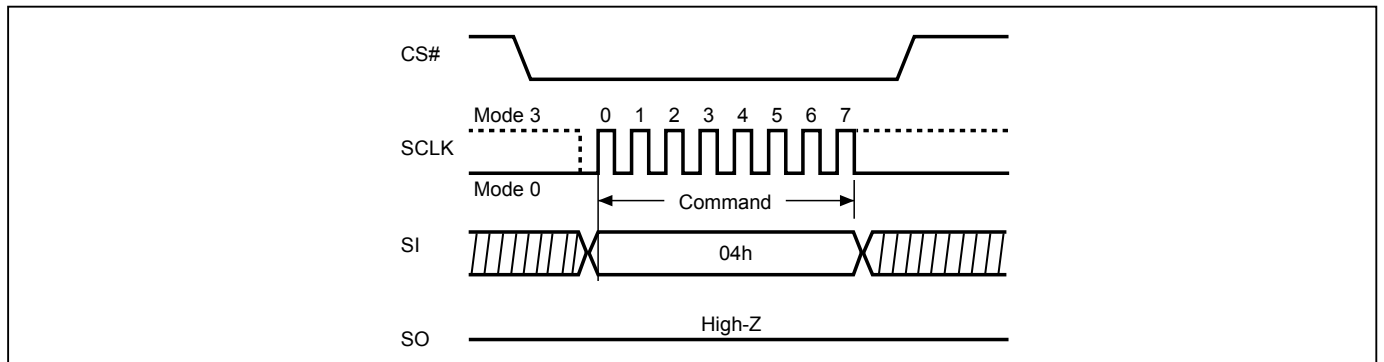 CS#
Mode 3 0 1 2 3 4 5 6 7
SCLK
Mode 0
Command
SI
04h
High-Z
SO